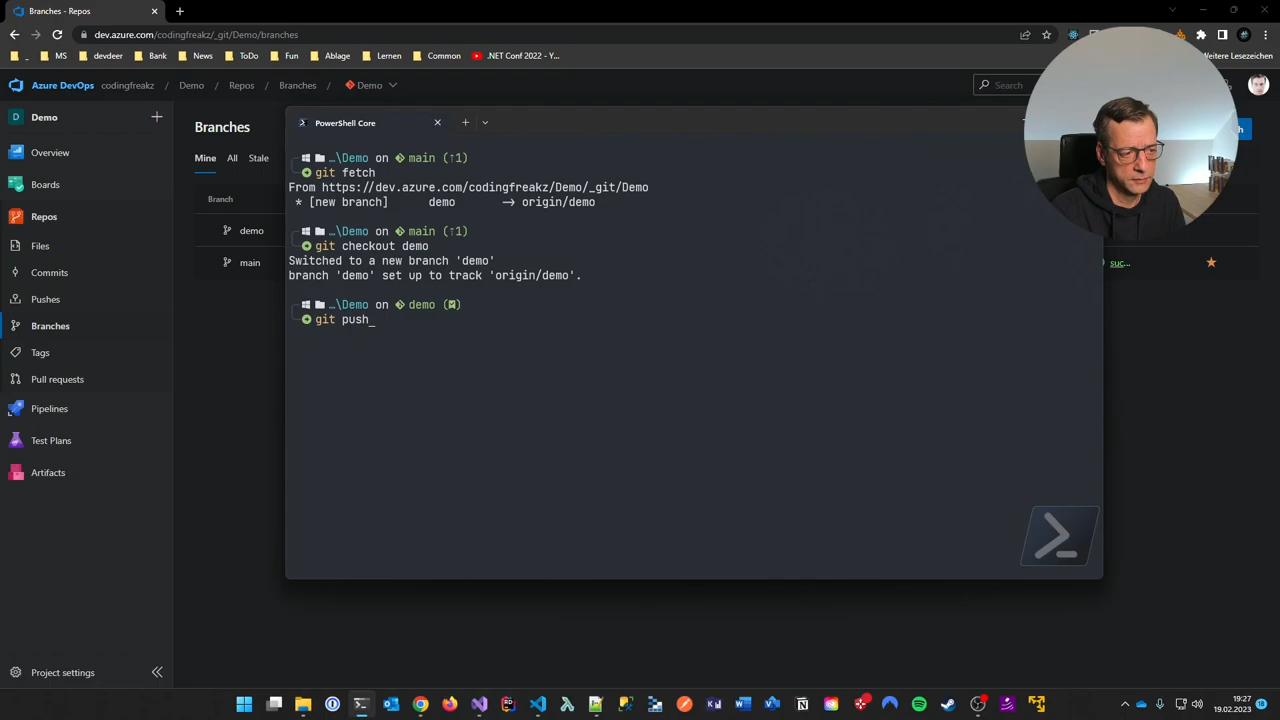 Branches - Repos
dev.azure.com/codingfreakz/_git/Demo/branches
MS
devdeer
Bank
News
ToDo
Fun
Ablage
Lernen
Common
.NET Conf 2022 - Y...
Weitere Lesezeichen
Azure DevOps
codingfreakz
Demo
Repos
Branches
Demo
Search
D
Demo
Overview
Boards
Repos
Files
Commits
Pushes
Branches
Tags
Pull requests
Pipelines
Test Plans
Artifacts
Project settings
Branches
Mine All Stale
Branch
demo
main
suc...
PowerShell Core
...\Demo on main (↑1)
git fetch
From https://dev.azure.com/codingfreakz/Demo/_git/Demo
* [new branch] demo -> origin/demo
...\Demo on main (↑1)
git checkout demo
Switched to a new branch 'demo'
branch 'demo' set up to track 'origin/demo'.
...\Demo on demo
git push_
19:27
19.02.2023